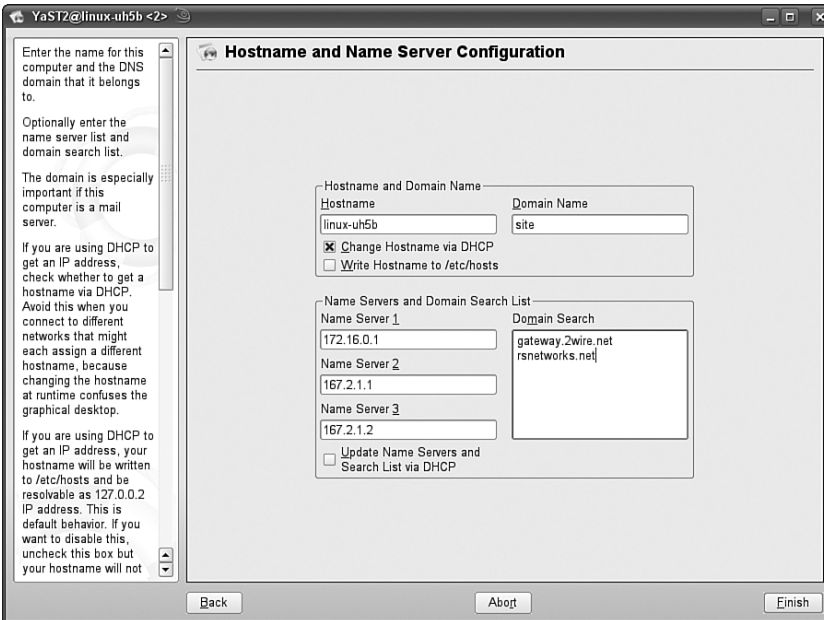 YaST2@linux-uh5b <2>
Enter the name for this
computer and the DNS
domain that it belongs
to.
Optionally enter the
name server list and
domain search list.
The domain is especially
important if this
computer is a mail
server.
If you are using DHCP to
get an IP address,
check whether to get a
hostname via DHCP.
Avoid this when you
connect to different
networks that might
each assign a different
hostname, because
changing the hostname
at runtime confuses the
graphical desktop.
If you are using DHCP to
get an IP address, your
hostname will be written
to /etc/hosts and be
resolvable as 127.0.0.2
IP address. This is
default behavior. If you
want to disable this,
uncheck this box but
your hostname will not
Hostname and Name Server Configuration
Hostname and Domain Name
Hostname Domain Name
linux-uh5b site
Change Hostname via DHCP
Write Hostname to /etc/hosts
Name Servers and Domain Search List
Name Server 1 Domain Search
172.16.0.1 gateway.2wire.net
rsnetworks.net
Name Server 2
167.2.1.1
Name Server 3
167.2.1.2
Update Name Servers and
Search List via DHCP
Back Abort Finish